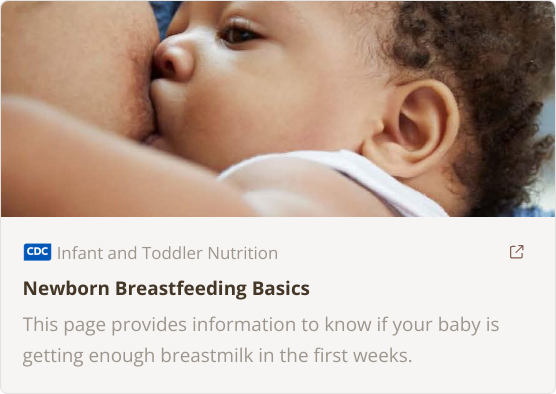 CDC Infant and Toddler Nutrition
Newborn Breastfeeding Basics
This page provides information to know if your baby is
getting enough breastmilk in the first weeks.